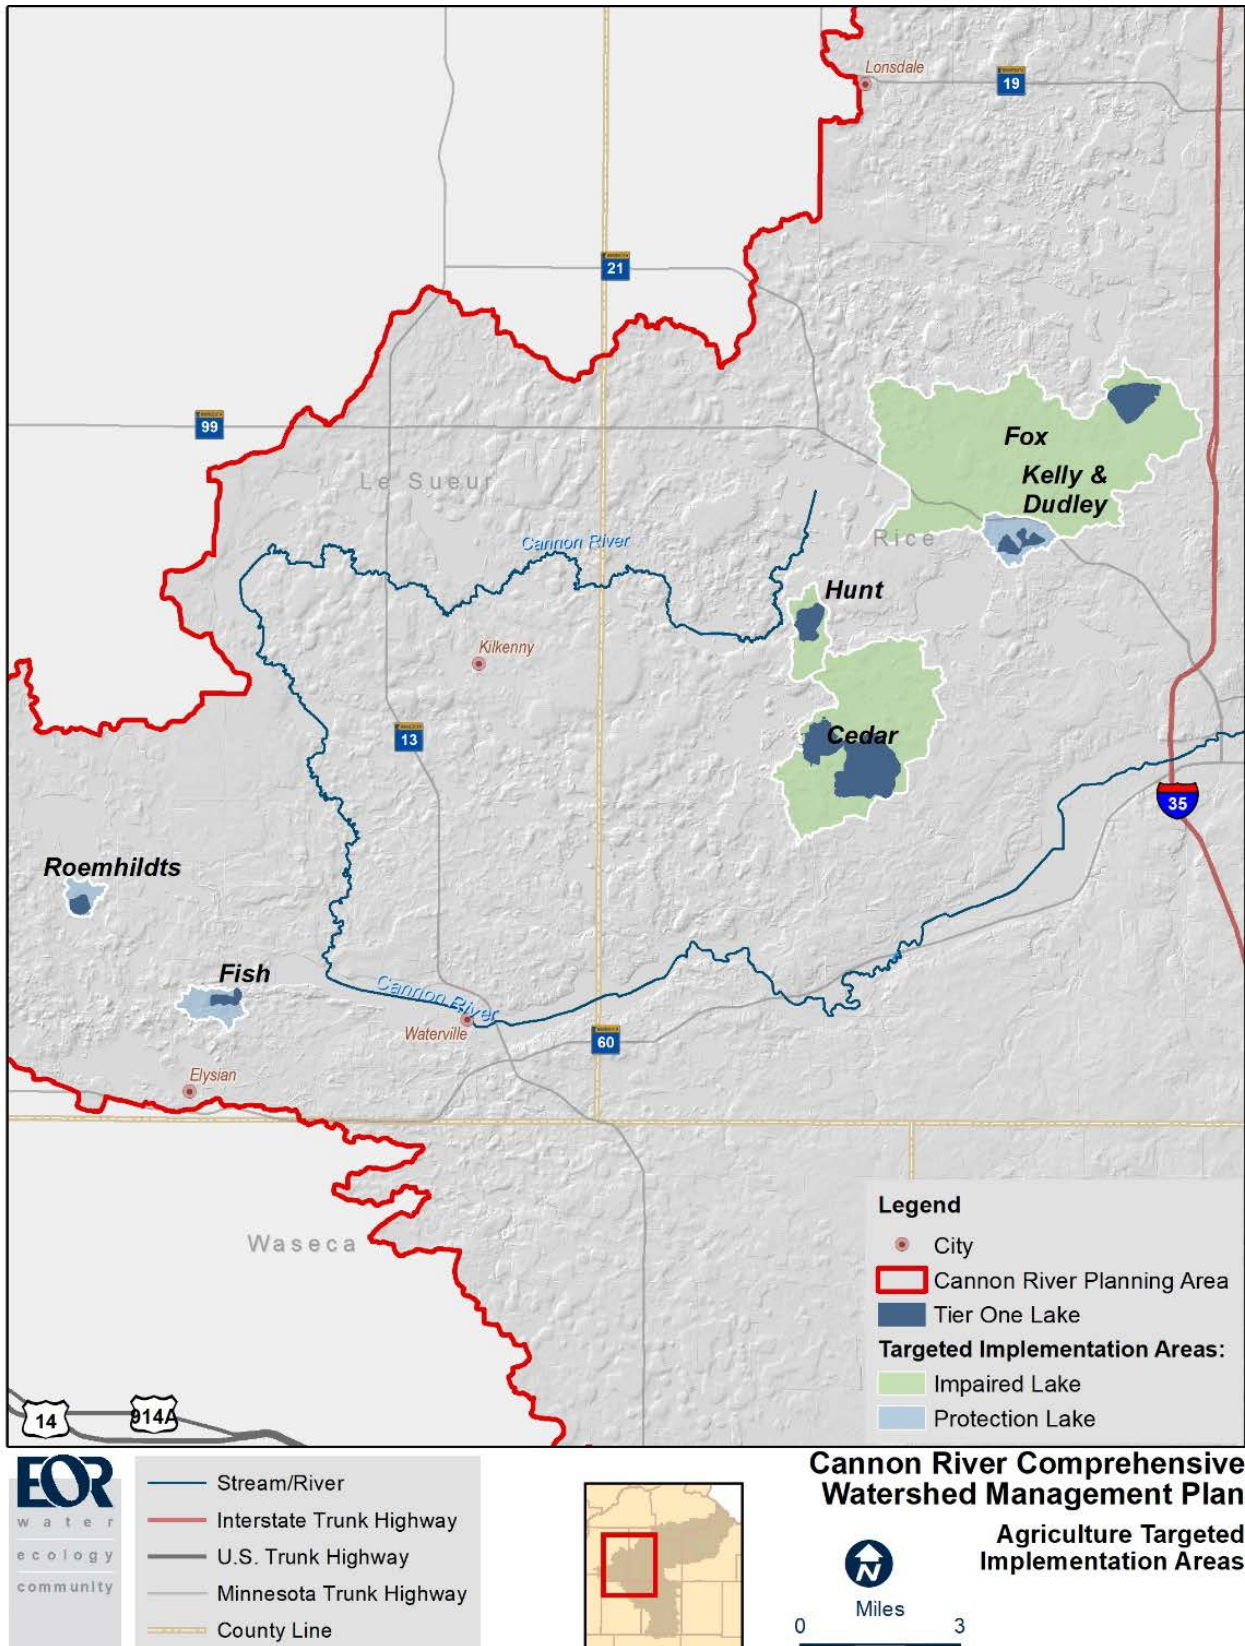 Lonsdale
19
21
99
Fox
Kelly &
Dudley
Le Sueur
Rice
Cannon River
Hunt
Kilkenny
13
Cedar
35
Roemhildts
Fish
Cannon River
Waterville
60
Elysian
Waseca
14
914A
Legend
City
Cannon River Planning Area
Tier One Lake
Targeted Implementation Areas:
Impaired Lake
Protection Lake
EOR
water
ecology
community
Stream/River
Interstate Trunk Highway
U.S. Trunk Highway
Minnesota Trunk Highway
County Line
Cannon River Comprehensive
Watershed Management Plan
Agriculture Targeted
Implementation Areas
N
Miles
0 3